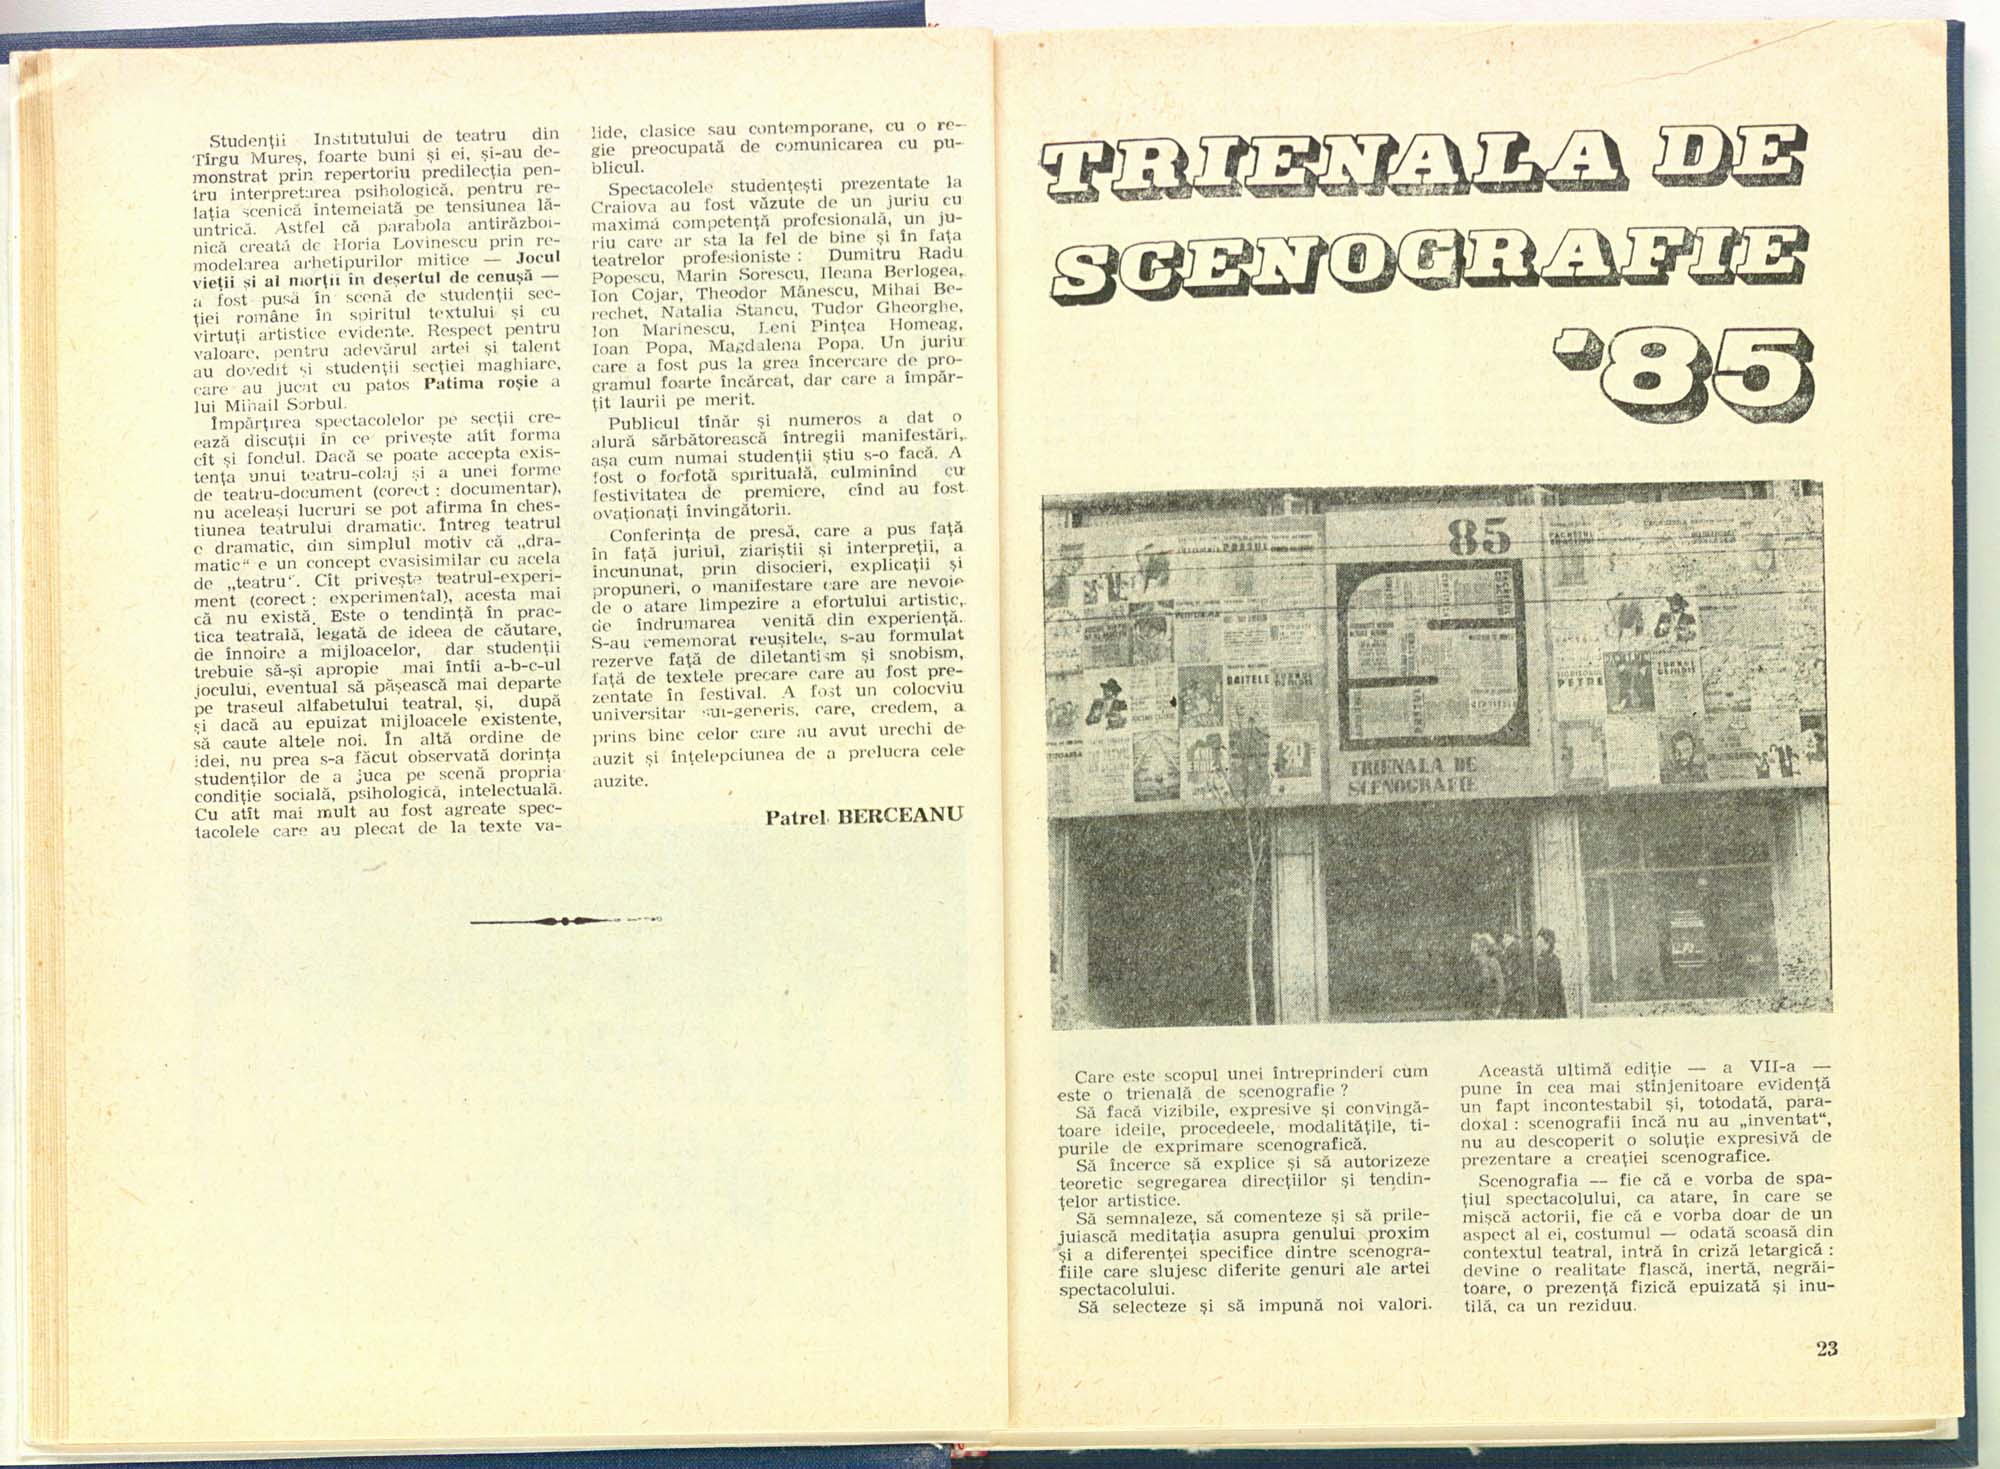 Studenții Institutului de teatru din
Tîrgu Mureș, foarte buni și ei, și-au de-
monstrat prin repertoriu predilecția pen-
tru interpretarea psihologică, pentru re-
lația scenică întemeiată pe tensiunea lă-
untrică. Astfel că parabola antirăzboi-
nică creată de Horia Lovinescu prin re-
modelarea arhetipurilor mitice — Jocul
vieții și al morții în deșertul de cenușă —
a fost pusă în scenă de studenții sec-
ției române în spiritul textului și cu
virtuți artistice evidente. Respect pentru
valoare, pentru adevărul artei și talent
au dovedit și studenții secției maghiare,
care au jucat cu patos Patima roșie a
lui Mihail Sorbul.
Împărțirea spectacolelor pe secții cre-
ează discuții în ce privește atît forma
cît și fondul. Dacă se poate accepta exis-
tența unui teatru-colaj și a unei forme
de teatru-document (corect : documentar),
nu aceleași lucruri se pot afirma în ches-
tiunea teatrului dramatic. Întreg teatrul
e dramatic, din simplul motiv că „dra-
matic“ e un concept cvasisimilar cu acela
de „teatru“. Cît privește teatrul-experi-
ment (corect : experimental), acesta mai
că nu există. Este o tendință în prac-
tica teatrală, legată de ideea de căutare,
de înnoire a mijloacelor, dar studenții
trebuie să-și apropie mai întîi a-b-c-ul
jocului, eventual să pășească mai departe
pe traseul alfabetului teatral, și, după
și dacă au epuizat mijloacele existente,
să caute altele noi. În altă ordine de
idei, nu prea s-a făcut observată dorința
studenților de a juca pe scenă propria
condiție socială, psihologică, intelectuală.
Cu atît mai mult au fost agreate spec-
tacolele care au plecat de la texte va-
lide, clasice sau contemporane, cu o re-
gie preocupată de comunicarea cu pu-
blicul.
Spectacolele studențești prezentate la
Craiova au fost văzute de un juriu cu
maximă competență profesională, un ju-
riu care ar sta la fel de bine și în fața
teatrelor profesioniste : Dumitru Radu
Popescu, Marin Sorescu, Ileana Berlogea,
Ion Cojar, Theodor Mănescu, Mihai Be-
rechet, Natalia Stancu, Tudor Gheorghe,
Ion Marinescu, Leni Pințea Homeag,
Ioan Popa, Magdalena Popa. Un juriu
care a fost pus la grea încercare de pro-
gramul foarte încărcat, dar care a împăr-
țit laurii pe merit.
Publicul tînăr și numeros a dat o
alură sărbătorească întregii manifestări,
așa cum numai studenții știu s-o facă. A
fost o forfotă spirituală, culminînd cu
festivitatea de premiere, cînd au fost
ovaționați învingătorii.
Conferința de presă, care a pus față
în față juriul, ziariștii și interpreții, a
încununat, prin disocieri, explicații și
propuneri, o manifestare care are nevoie
de o atare limpezire a efortului artistic,
de îndrumarea venită din experiență.
S-au rememorat reușitele, s-au formulat
rezerve față de diletantism și snobism,
față de textele precare care au fost pre-
zentate în festival. A fost un colocviu
universitar sui-generis, care, credem, a
prins bine celor care au avut urechi de
auzit și înțelepciunea de a prelucra cele
auzite.
Patrel BERCEANU
TRIENALA DE
SCENOGRAFIE
'85
85
TRIENALA DE
SCENOGRAFIE
Care este scopul unei întreprinderi cum
este o trienală de scenografie ?
Să facă vizibile, expresive și convingă-
toare ideile, procedeele, modalitățile, ti-
purile de exprimare scenografică.
Să încerce să explice și să autorizeze
teoretic segregarea direcțiilor și tendin-
țelor artistice.
Să semnaleze, să comenteze și să prile-
juiască meditația asupra genului proxim
și a diferenței specifice dintre scenogra-
fiile care slujesc diferite genuri ale artei
spectacolului.
Să selecteze și să impună noi valori.
Această ultimă ediție — a VII-a —
pune în cea mai stînjenitoare evidență
un fapt incontestabil și, totodată, para-
doxal : scenografii încă nu au „inventat“,
nu au descoperit o soluție expresivă de
prezentare a creației scenografice.
Scenografia — fie că e vorba de spa-
țiul spectacolului, ca atare, în care se
mișcă actorii, fie că e vorba doar de un
aspect al ei, costumul — odată scoasă din
contextul teatral, intră în criză letargică :
devine o realitate flască, inertă, negrăi-
toare, o prezență fizică epuizată și inu-
tilă, ca un reziduu.
23